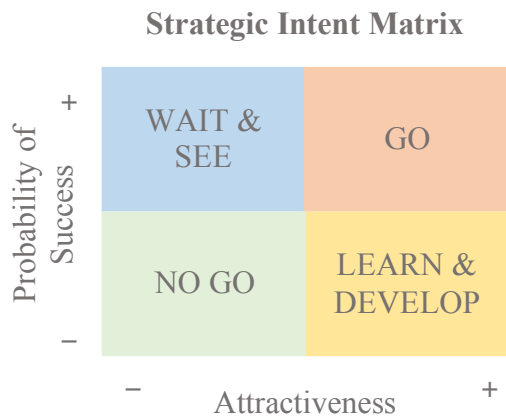 Strategic Intent Matrix
Probability of
Success
+
−
WAIT &
SEE
GO
NO GO
LEARN &
DEVELOP
− +
Attractiveness